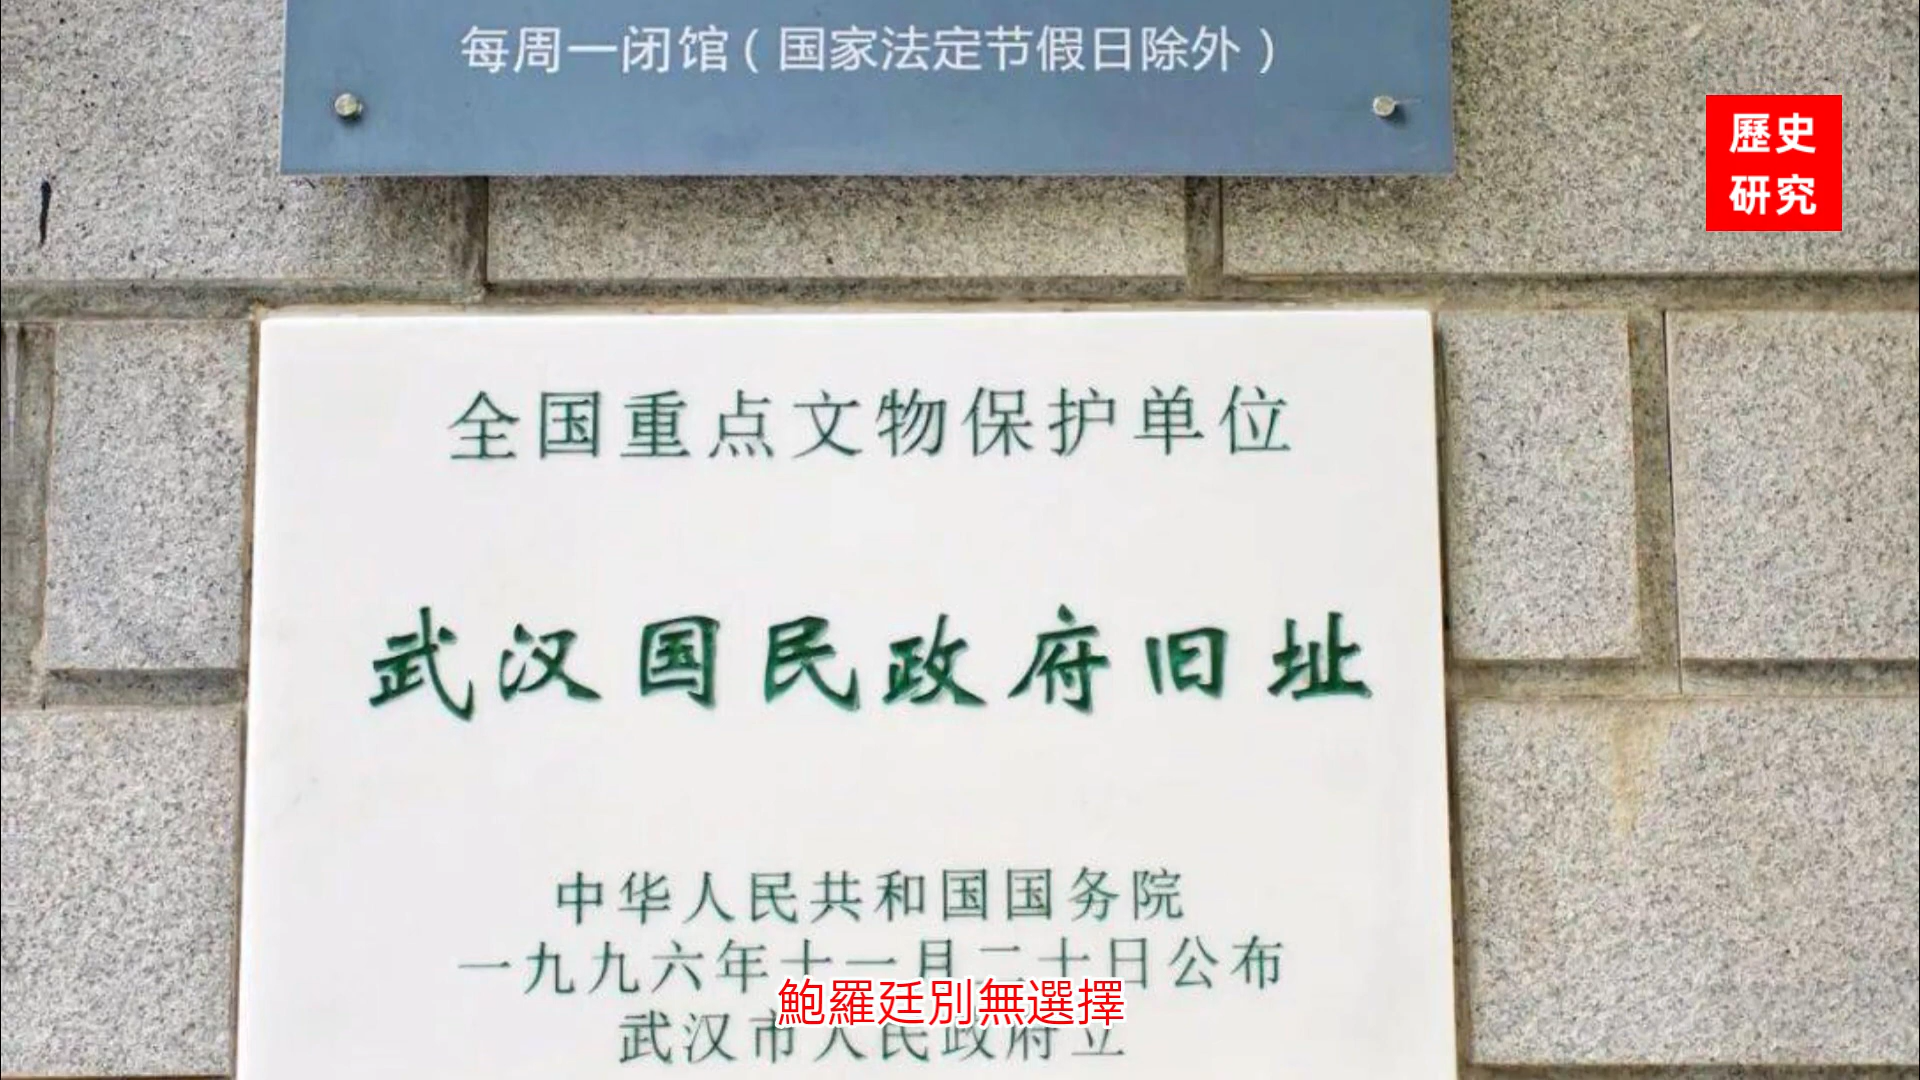 每周一闭馆（国家法定节假日除外）
歷史
研究
全国重点文物保护单位
武汉国民政府旧址
中华人民共和国国务院
一九九六年十一月二十日公布
鮑羅廷別無選擇
武汉市人民政府立